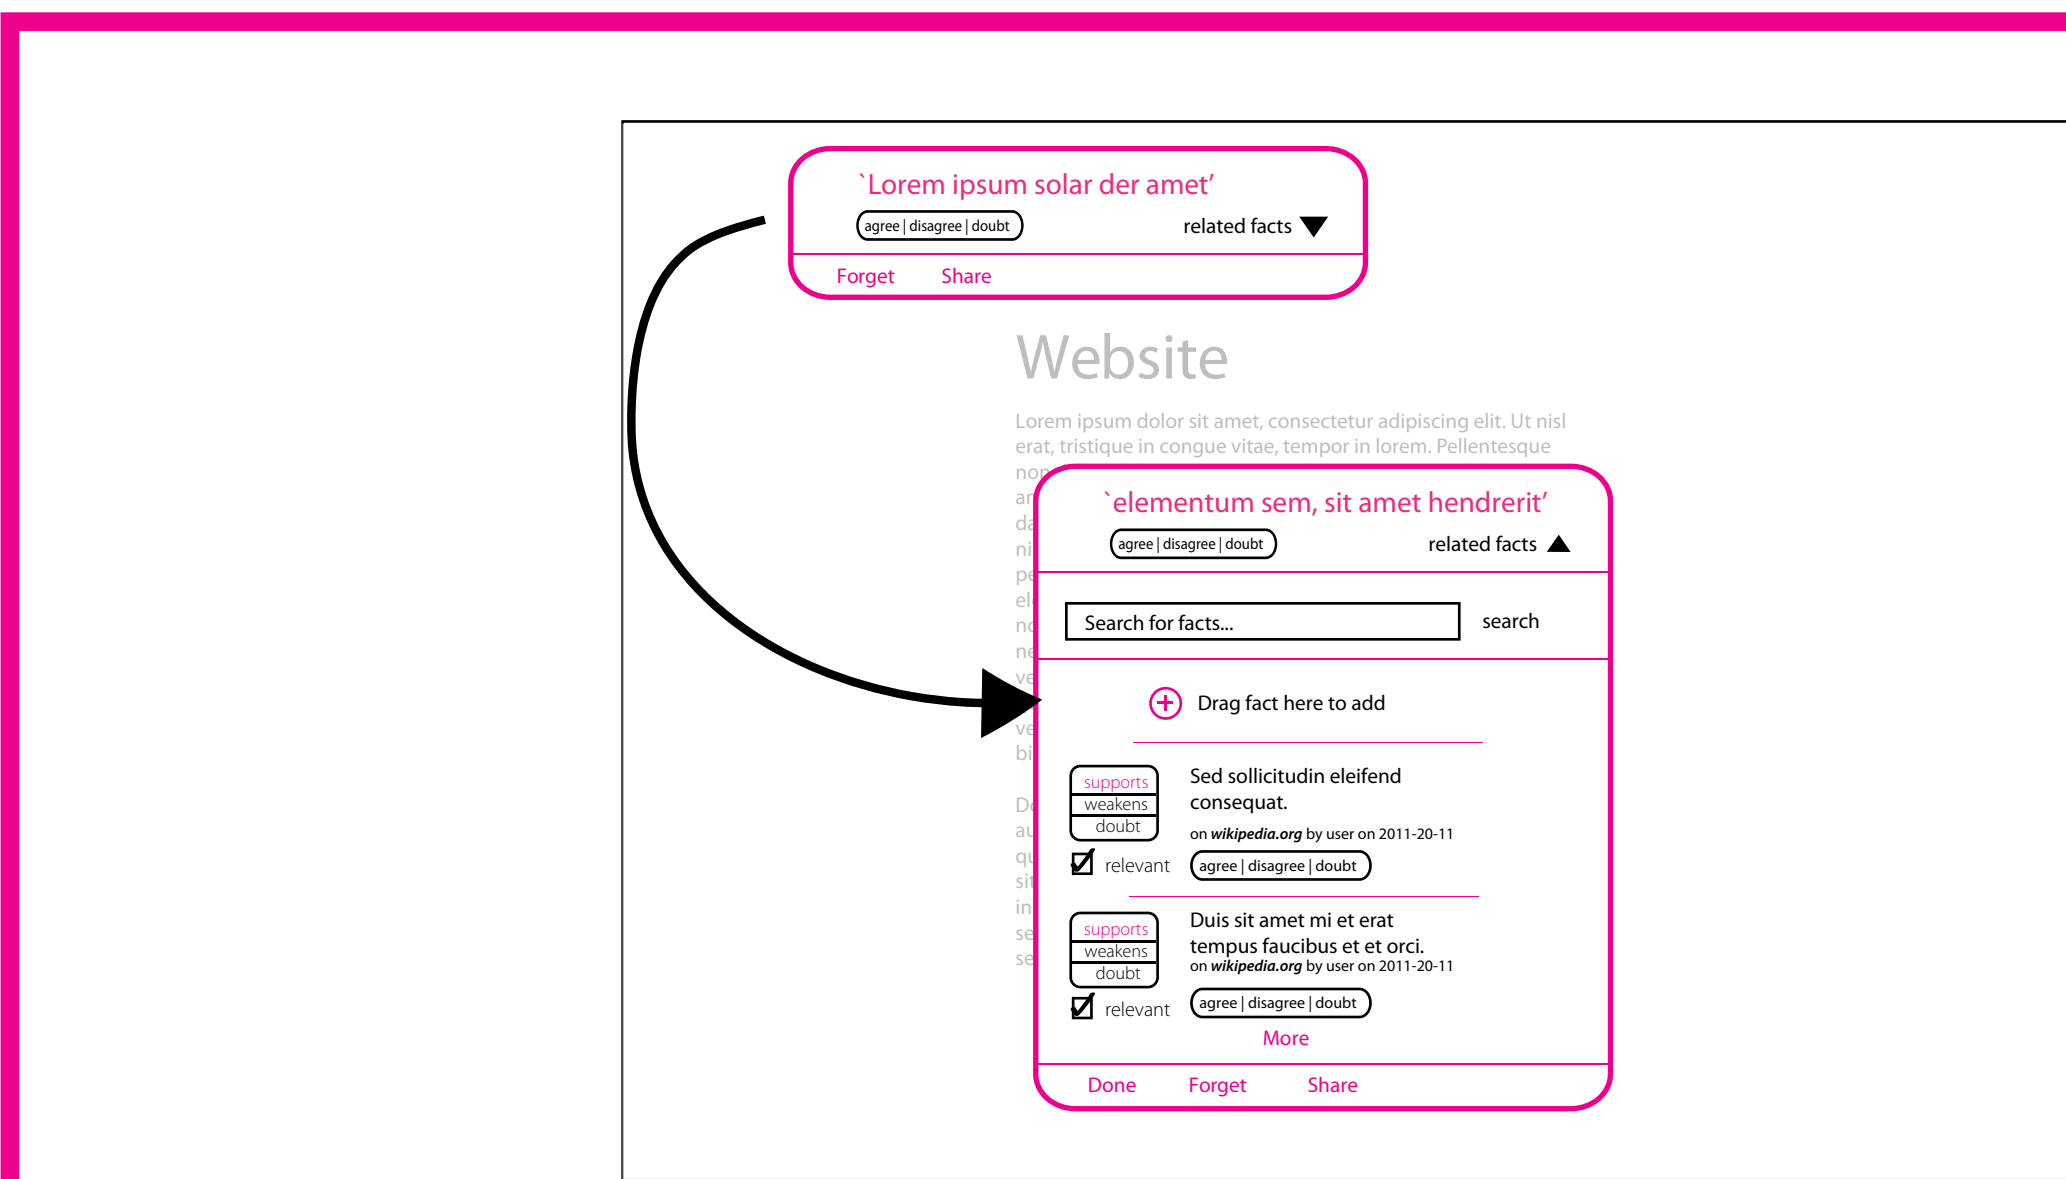 `Lorem ipsum solar der amet’
agree | disagree | doubt
related facts
Forget
Share
Website
Lorem ipsum dolor sit amet, consectetur adipiscing elit. Ut nisl
erat, tristique in congue vitae, tempor in lorem. Pellentesque
`elementum sem, sit amet hendrerit’
agree | disagree | doubt
related facts
Search for facts...
search
Drag fact here to add
supports
weakens
doubt
relevant
Sed sollicitudin eleifend
consequat.
on wikipedia.org by user on 2011-20-11
agree | disagree | doubt
supports
weakens
doubt
relevant
Duis sit amet mi et erat
tempus faucibus et et orci.
on wikipedia.org by user on 2011-20-11
agree | disagree | doubt
More
Done
Forget
Share